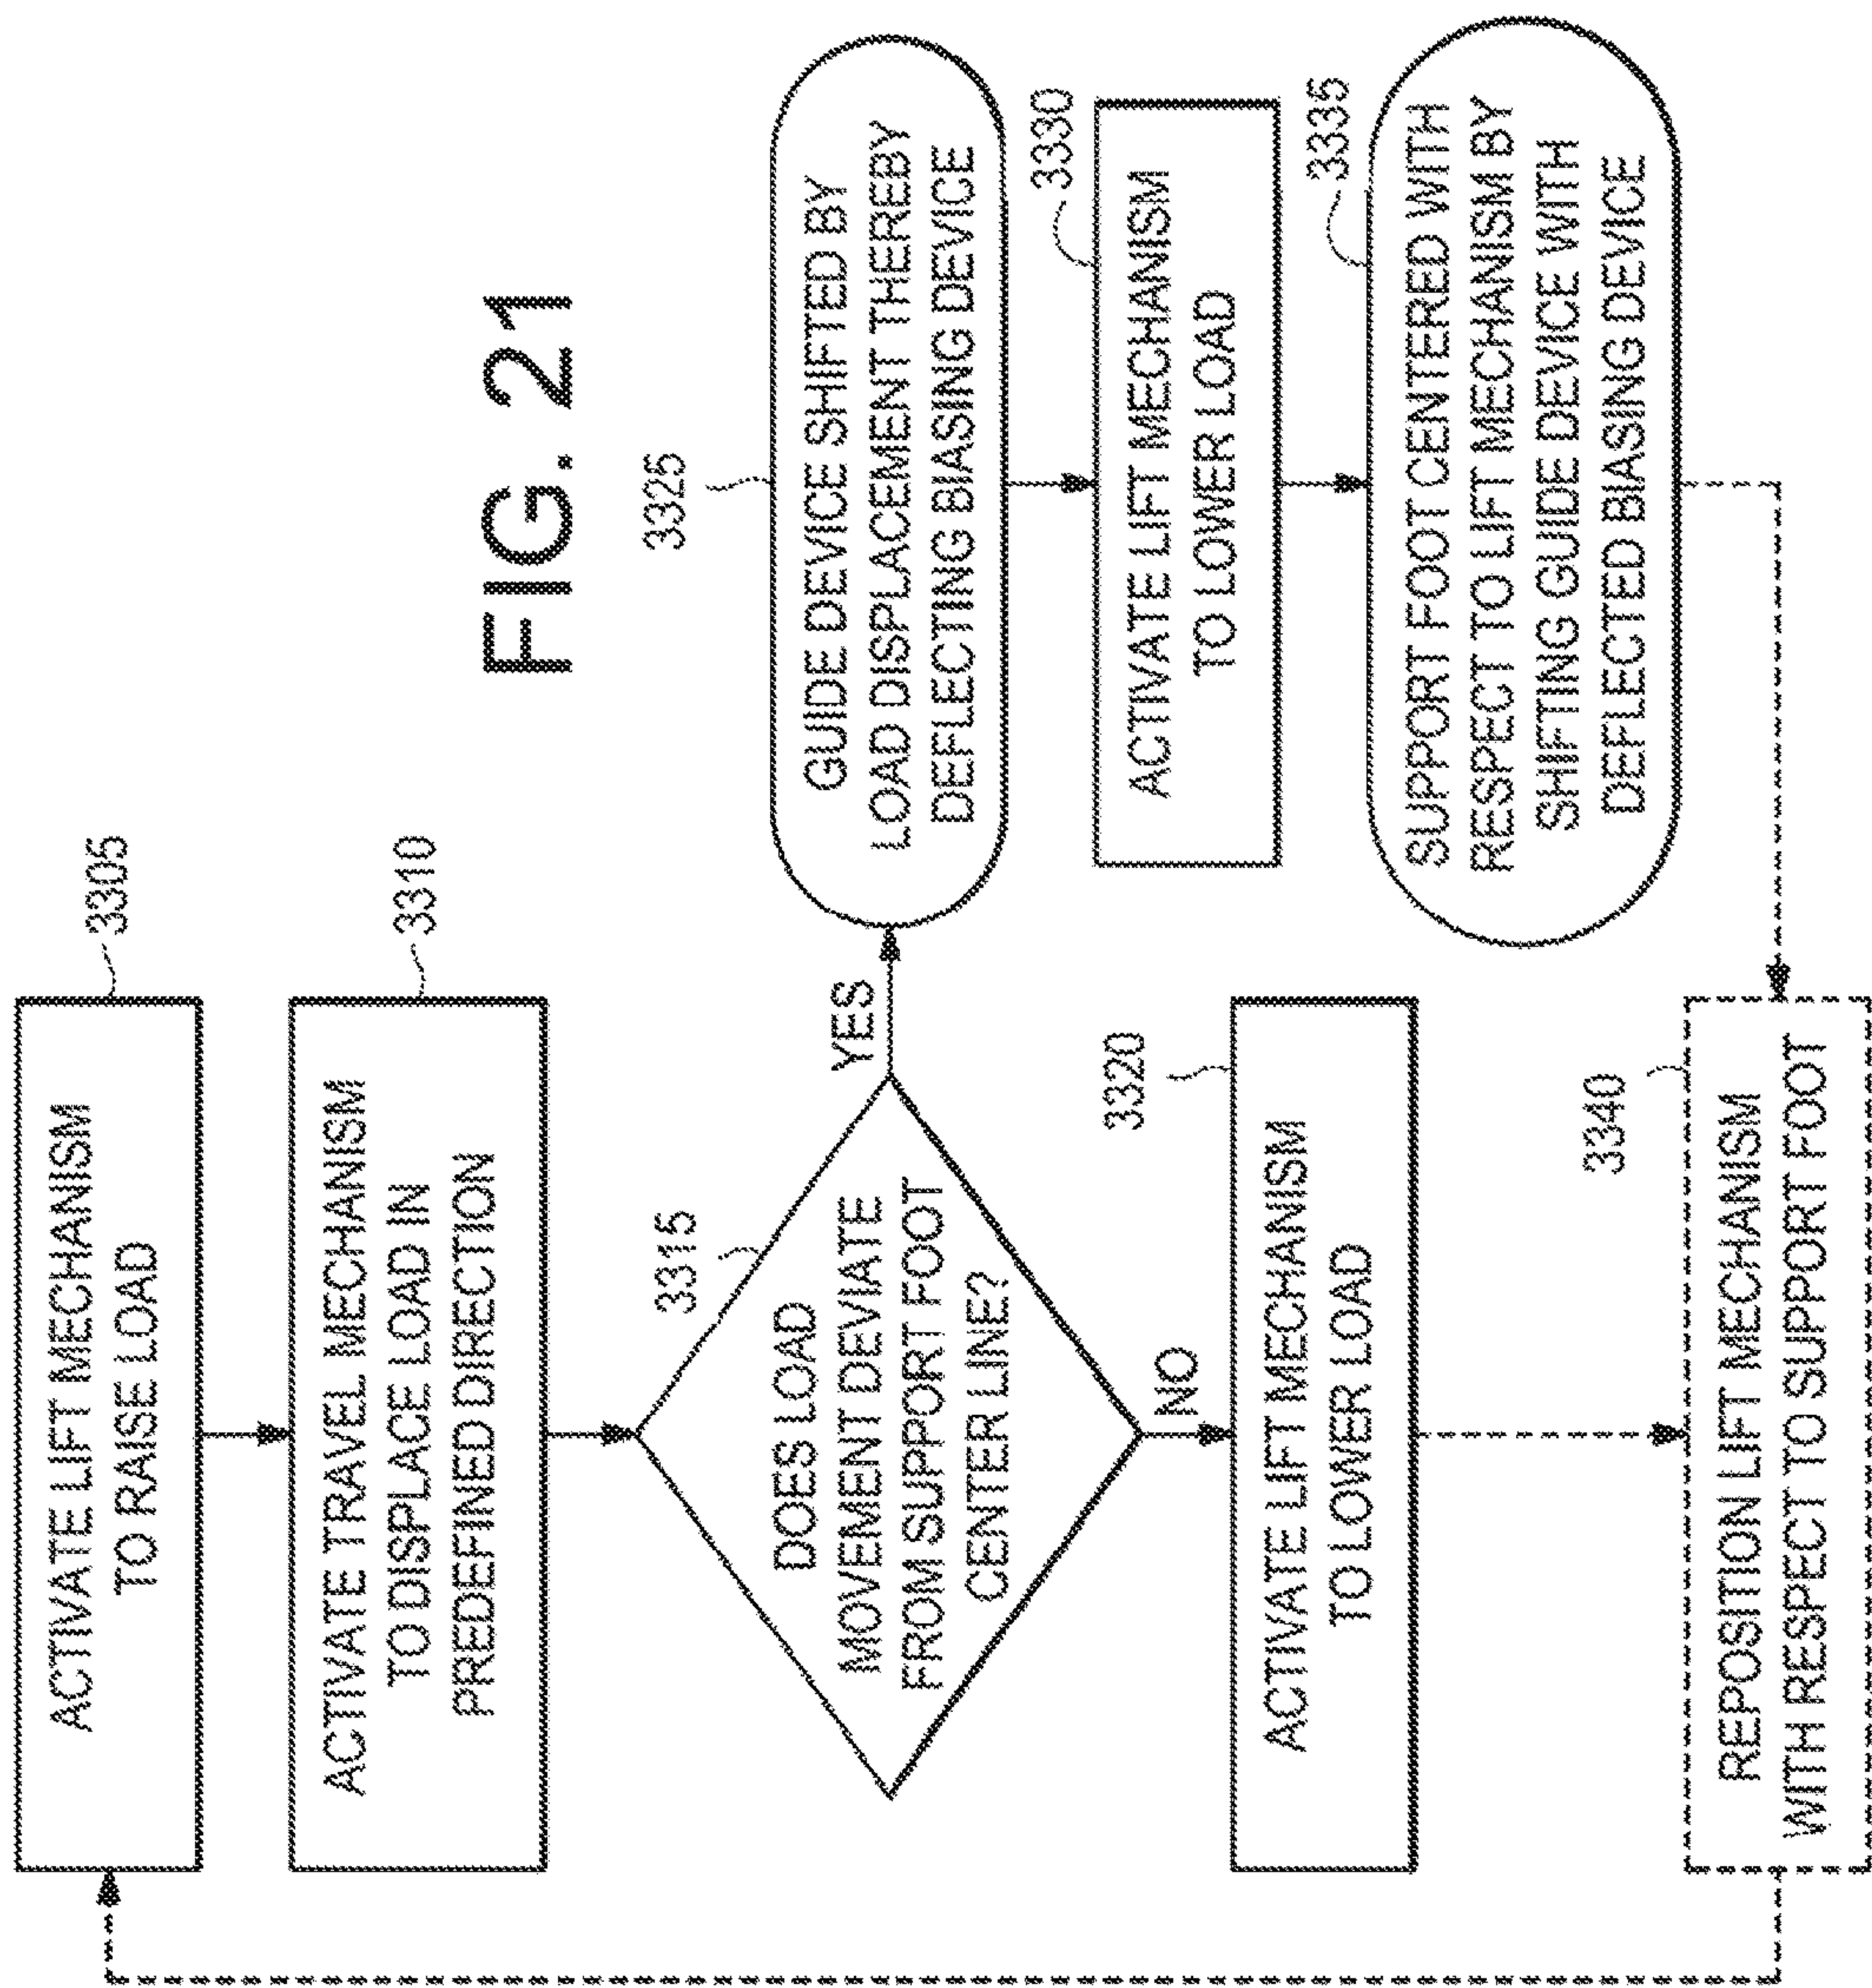 FIG. 21
ACTIVATE LIFT MECHANISM
TO RAISE LOAD
3305
ACTIVATE TRAVEL MECHANISM
TO DISPLACE LOAD IN
PREDEFINED DIRECTION
3310
DOES LOAD
MOVEMENT DEVIATE
FROM SUPPORT FOOT
CENTER LINE?
3315
YES
NO
ACTIVATE LIFT MECHANISM
TO LOWER LOAD
3320
GUIDE DEVICE SHIFTED BY
LOAD DISPLACEMENT THEREBY
DEFLECTING BIASING DEVICE
3325
ACTIVATE LIFT MECHANISM
TO LOWER LOAD
3330
SUPPORT FOOT CENTERED WITH
RESPECT TO LIFT MECHANISM BY
SHIFTING GUIDE DEVICE WITH
DEFLECTED BIASING DEVICE
3335
REPOSITION LIFT MECHANISM
WITH RESPECT TO SUPPORT FOOT
3340